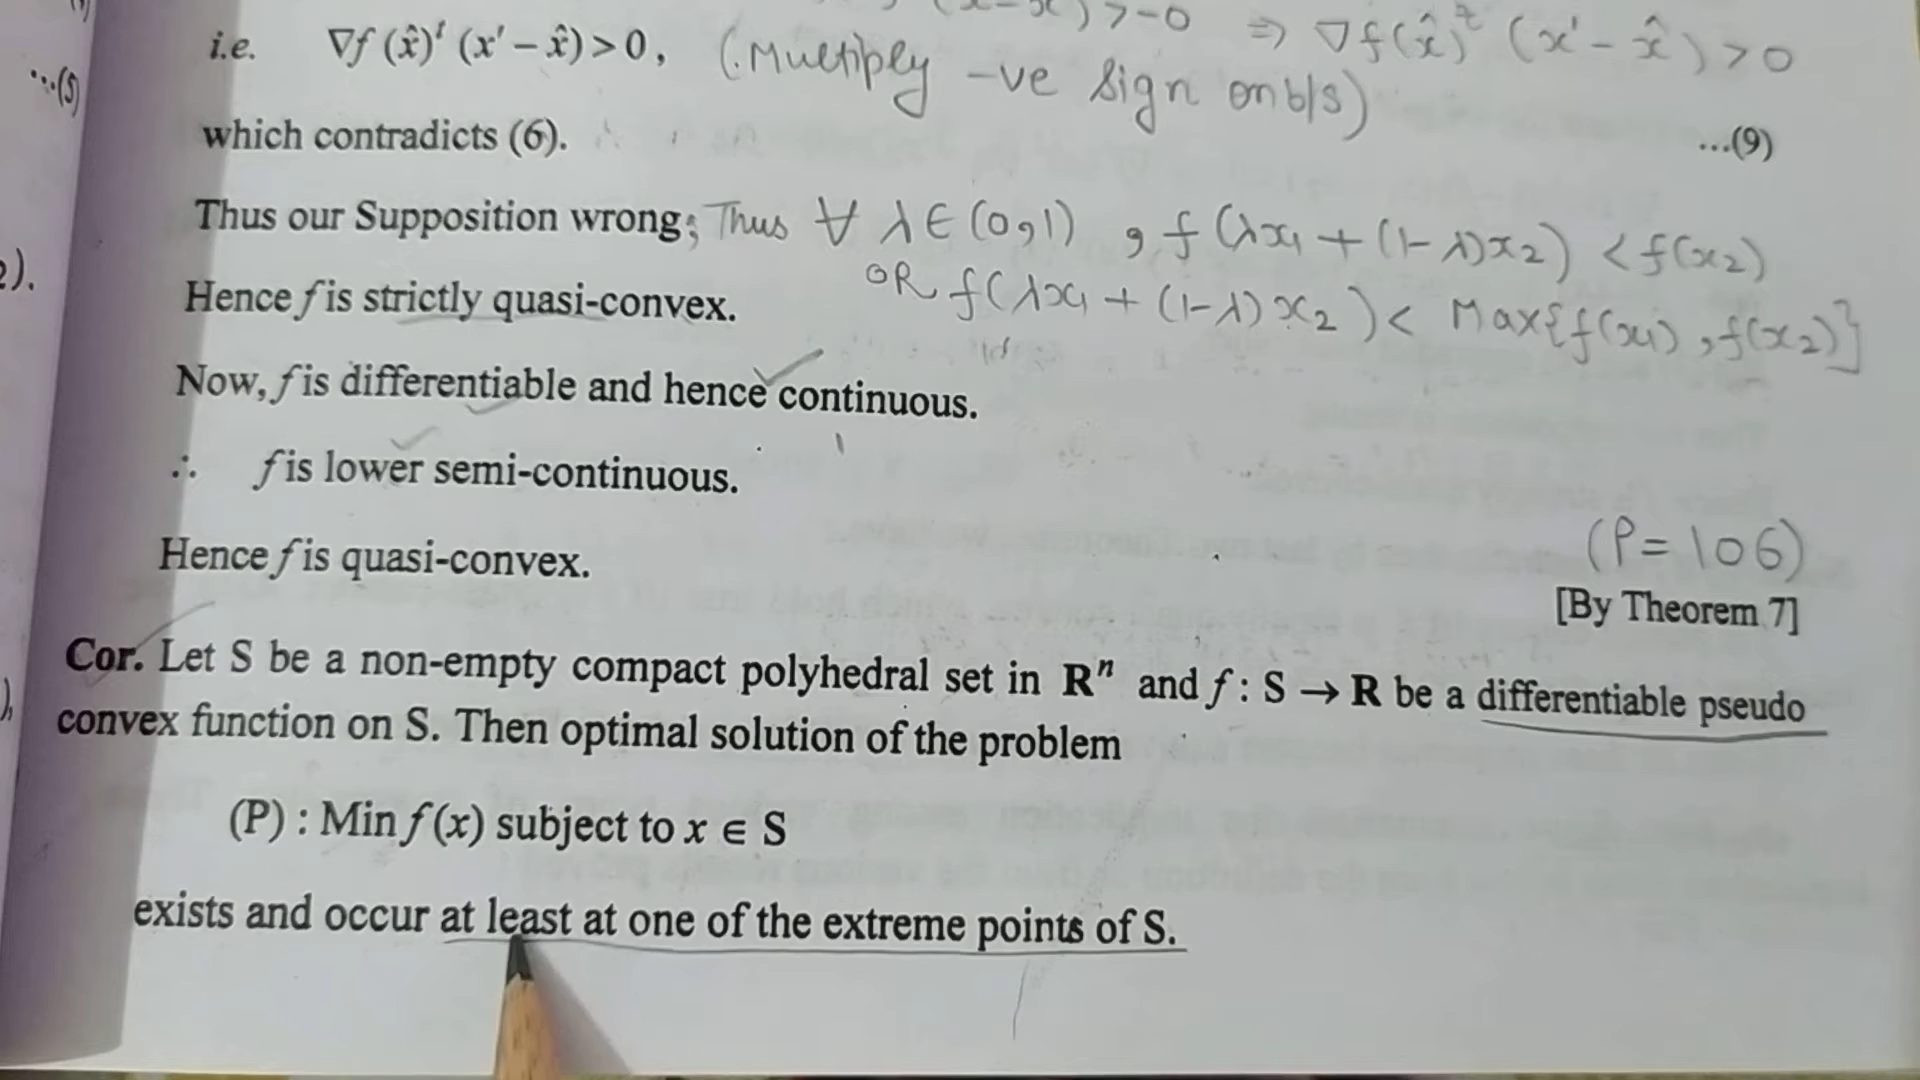 (x-x̂) >-0 ⇒ ∇f(x̂)ᵗ (x'-x̂) >0
i.e. ∇f (x̂)ᵗ (x′ – x̂) > 0, (Multiply -ve sign on b/s)
...(5)
which contradicts (6). ...(9)
Thus our Supposition wrong; Thus ∀ λ∈(0,1) , f(λx₁+(1-λ)x₂) <f(x₂)
2).
Hence f is strictly quasi-convex. OR f(λx₁+(1-λ)x₂)< Max{f(x₁),f(x₂)}
Now, f is differentiable and hence continuous.
∴ f is lower semi-continuous.
(P=106)
Hence f is quasi-convex. [By Theorem 7]
Cor. Let S be a non-empty compact polyhedral set in Rⁿ and f : S → R be a differentiable pseudo
convex function on S. Then optimal solution of the problem
(P) : Min f (x) subject to x ∈ S
exists and occur at least at one of the extreme points of S.